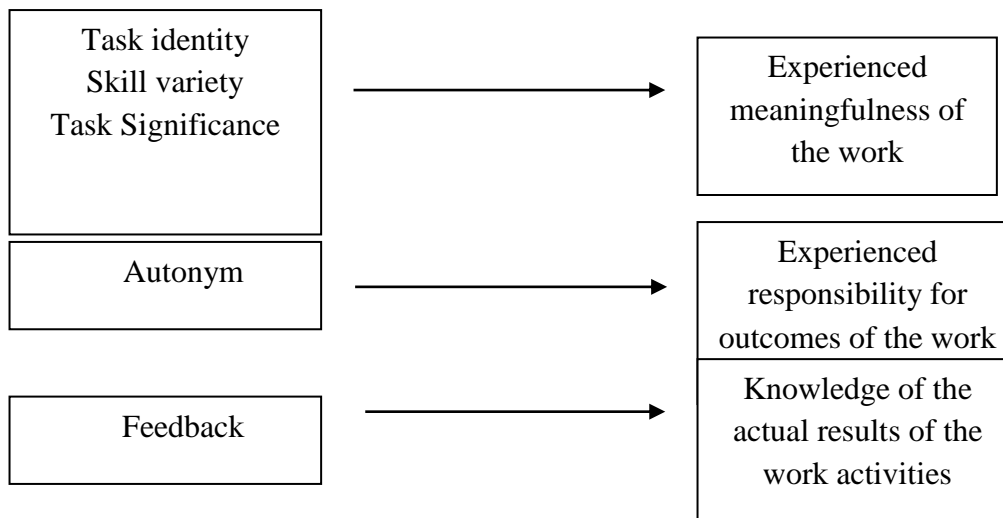 Task identity
Skill variety
Task Significance
Experienced
meaningfulness of
the work
Autonym
Experienced
responsibility for
outcomes of the work
Feedback
Knowledge of the
actual results of the
work activities